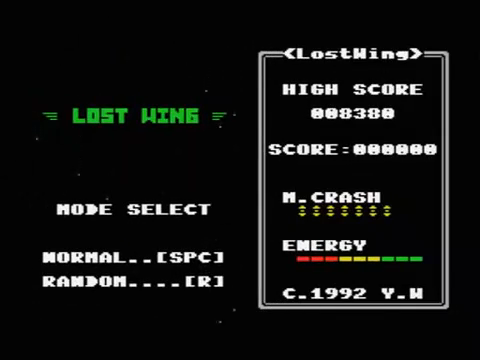 LOST WING
MODE SELECT
NORMAL..[SPC]
RANDOM....[R]
<LostWing>
HIGH SCORE
008380
SCORE:000000
M.CRASH
ENERGY
C.1992 Y.W